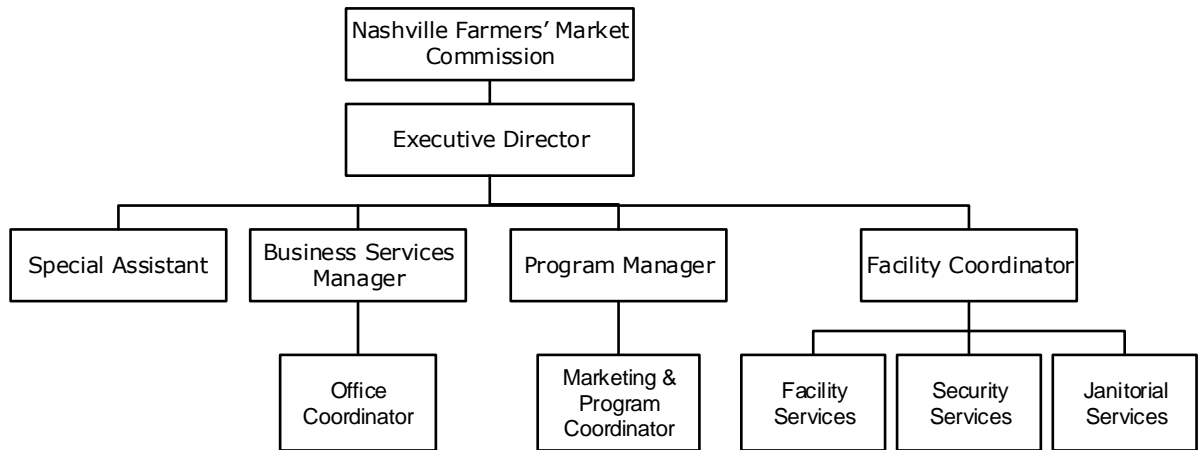 Nashville Farmers’ Market
Commission
Executive Director
Special Assistant
Business Services
Manager
Program Manager
Facility Coordinator
Office
Coordinator
Marketing &
Program
Coordinator
Facility
Services
Security
Services
Janitorial
Services